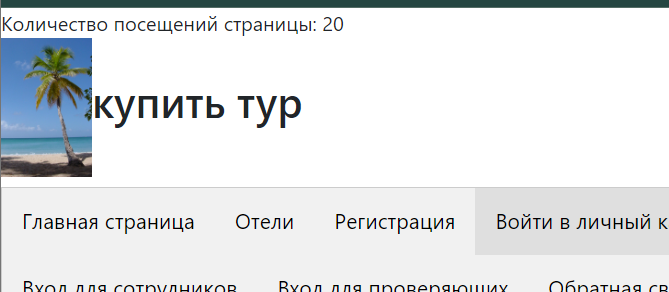 Количество посещений страницы: 20
купить тур
Главная страница Отели Регистрация Войти в личный
Вход для сотрудников Вход для проверяющих Обратная